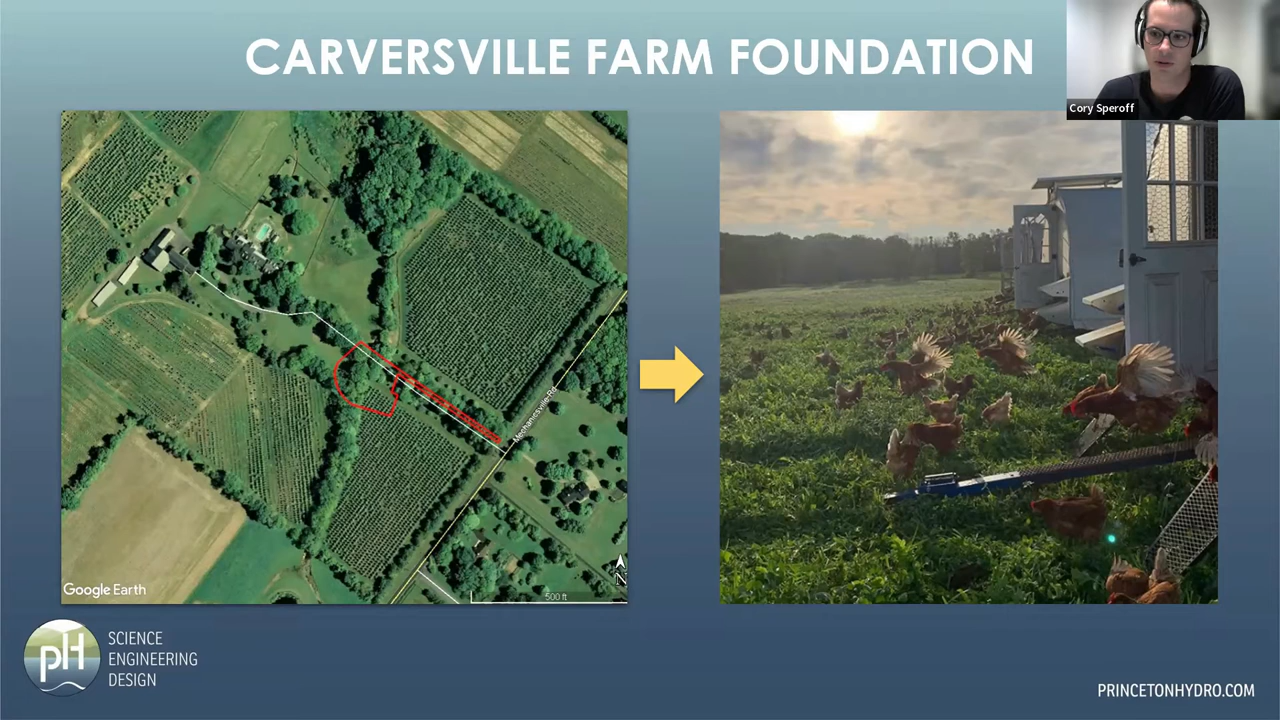 CARVERSVILLE FARM FOUNDATION
Cory Speroff
Mechanicsville Rd
Google Earth
N
500 ft
pH
SCIENCE
ENGINEERING
DESIGN
PRINCETONHYDRO.COM